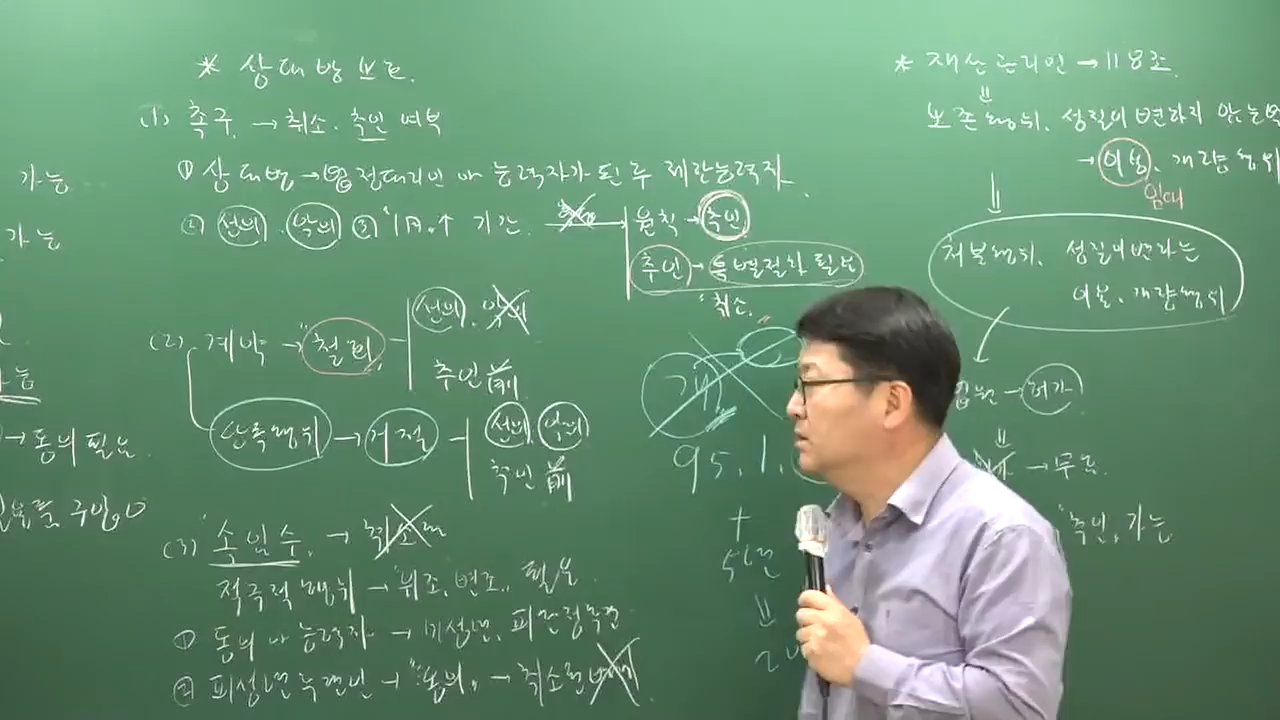 가능
가능
→ 동의 필요
* 상대방 보호.
(1) 촉구. → 취소. 추인 여부
① 상대방 → 법정대리인 or 능력자가 된 후 제한능력자
② 선의. 악의 ③ "1月.↑ 기간.
원칙 → 추인
추인 → 특별절차 필요
"취소.
(2) 계약 → "철회"
선의. 악의
추인 前
단독행위 → 거절
선의 악의
추인 前
(3) "속임수. → 취소
적극적 행위 → "위조. 변조" 필요.
① 동의 나 능력자 → 미성년. 피한정후견
② 피성년후견인 → "동의" → 취소
95.1.
+
5년
⇓
* 재산관리인 → 118조.
⇓
보존행위. 성질이 변하지 않는
→ 이용. 개량행위
임대
처분행위. 성질이 변하는
이용. 개량행위
법원 → 허가
⇓
→ 무효.
"추인. 가능